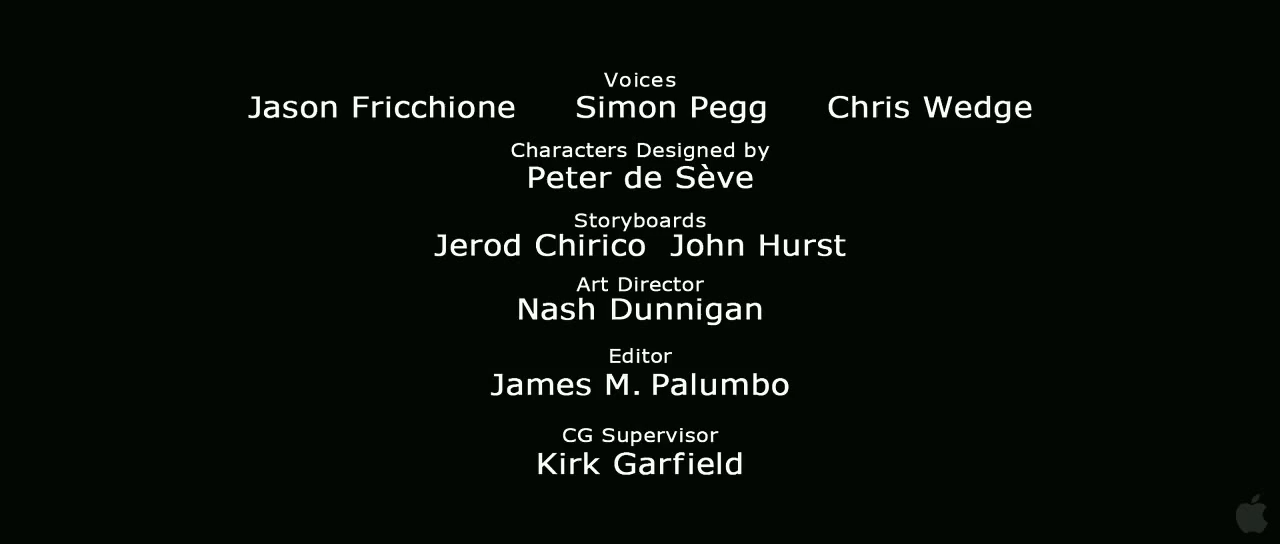 Voices
Jason Fricchione Simon Pegg Chris Wedge
Characters Designed by
Peter de Sève
Storyboards
Jerod Chirico John Hurst
Art Director
Nash Dunnigan
Editor
James M. Palumbo
CG Supervisor
Kirk Garfield